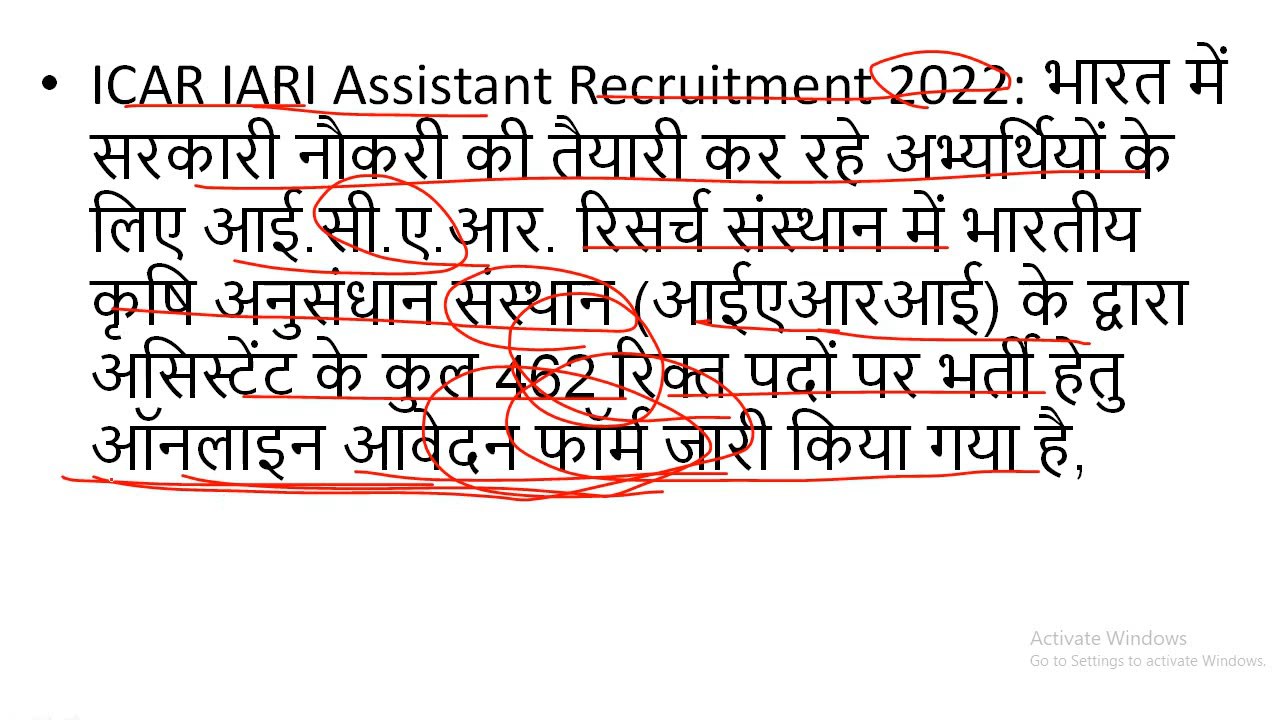 • ICAR IARI Assistant Recruitment 2022: भारत में
सरकारी नौकरी की तैयारी कर रहे अभ्यर्थियों के
लिए आई.सी.ए.आर. रिसर्च संस्थान में भारतीय
कृषि अनुसंधान संस्थान (आईएआरआई) के द्वारा
असिस्टेंट के कुल 462 रिक्त पदों पर भर्ती हेतु
ऑनलाइन आवेदन फॉर्म जारी किया गया है,
Activate Windows
Go to Settings to activate Windows.